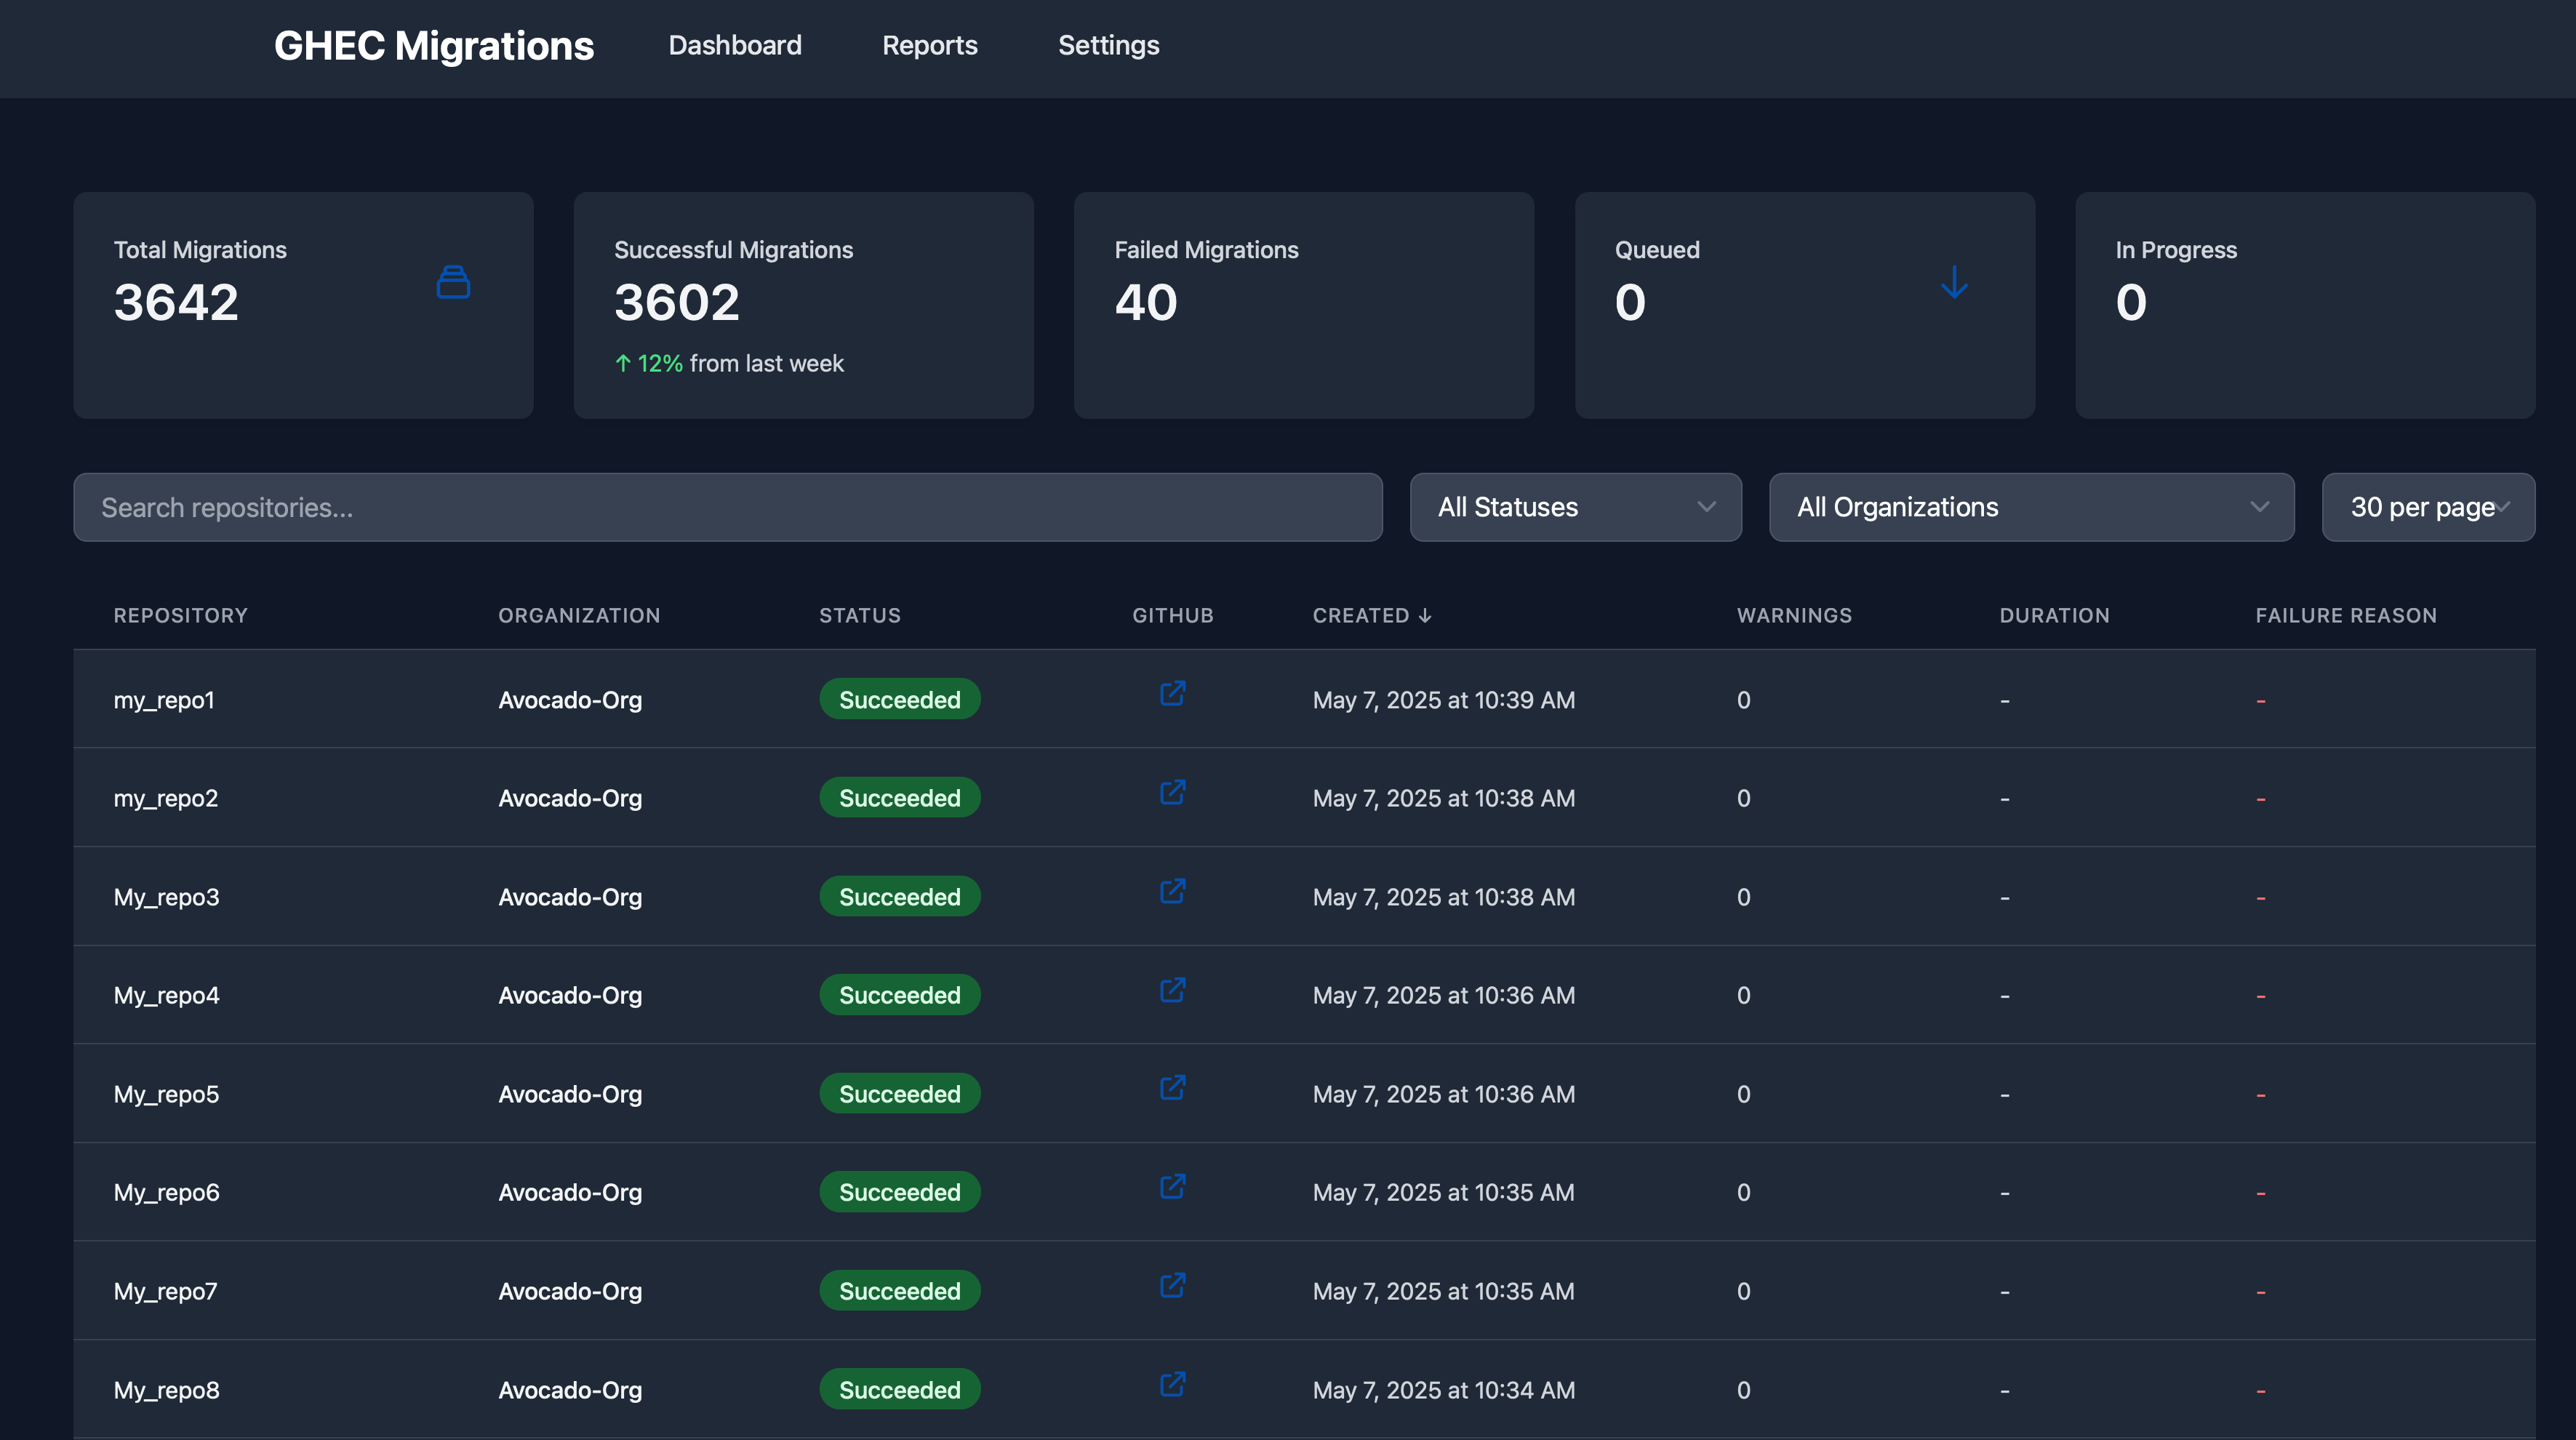 GHEC Migrations Dashboard Reports Settings
Total Migrations
3642
Successful Migrations
3602
↑ 12% from last week
Failed Migrations
40
Queued
0
In Progress
0
Search repositories...
All Statuses
All Organizations
30 per page
REPOSITORY ORGANIZATION STATUS GITHUB CREATED ↓ WARNINGS DURATION FAILURE REASON
my_repo1 Avocado-Org Succeeded May 7, 2025 at 10:39 AM 0 - -
my_repo2 Avocado-Org Succeeded May 7, 2025 at 10:38 AM 0 - -
My_repo3 Avocado-Org Succeeded May 7, 2025 at 10:38 AM 0 - -
My_repo4 Avocado-Org Succeeded May 7, 2025 at 10:36 AM 0 - -
My_repo5 Avocado-Org Succeeded May 7, 2025 at 10:36 AM 0 - -
My_repo6 Avocado-Org Succeeded May 7, 2025 at 10:35 AM 0 - -
My_repo7 Avocado-Org Succeeded May 7, 2025 at 10:35 AM 0 - -
My_repo8 Avocado-Org Succeeded May 7, 2025 at 10:34 AM 0 - -